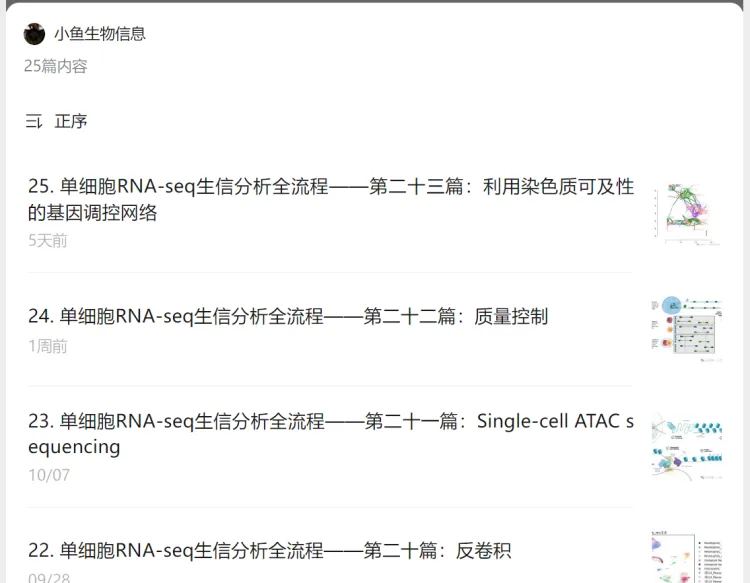 小鱼生物信息
25篇内容
正序
25. 单细胞RNA-seq生信分析全流程——第二十三篇：利用染色质可及性
的基因调控网络
5天前
24. 单细胞RNA-seq生信分析全流程——第二十二篇：质量控制
1周前
23. 单细胞RNA-seq生信分析全流程——第二十一篇：Single-cell ATAC s
equencing
10/07
22. 单细胞RNA-seq生信分析全流程——第二十篇：反卷积
09/28